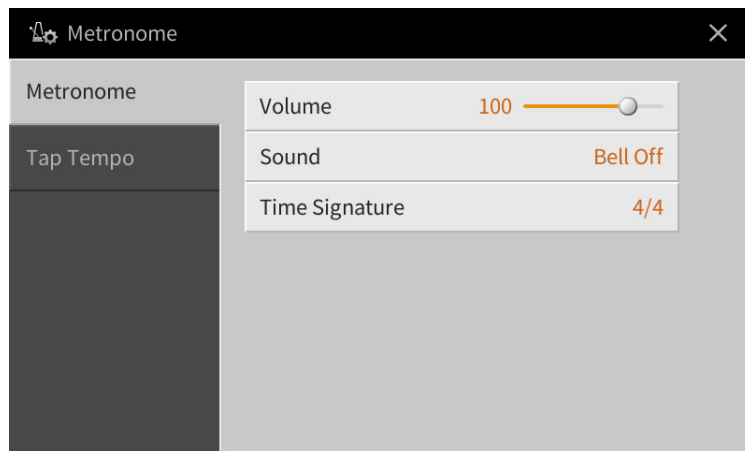 Metronome
Metronome
Volume 100
Tap Tempo
Sound Bell Off
Time Signature 4/4